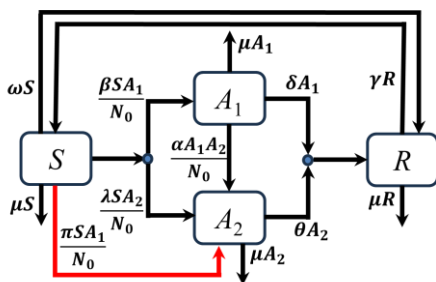 μA₁
ωS
βSA₁
N₀
A₁
δA₁
γR
S
αA₁A₂
N₀
R
μS
λSA₂
N₀
A₂
θA₂
μR
πSA₁
N₀
μA₂